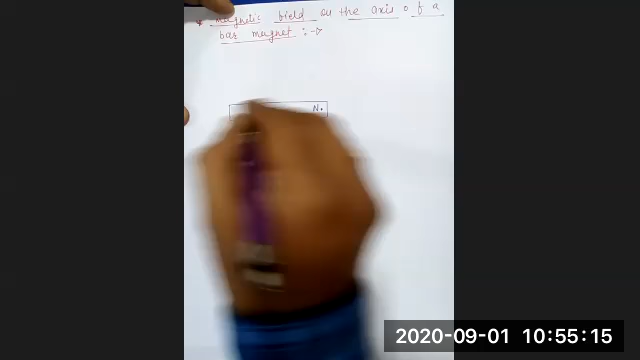 * Magnetic field on the axis of a
bar magnet :-
N.
2020-09-01 10:55:15